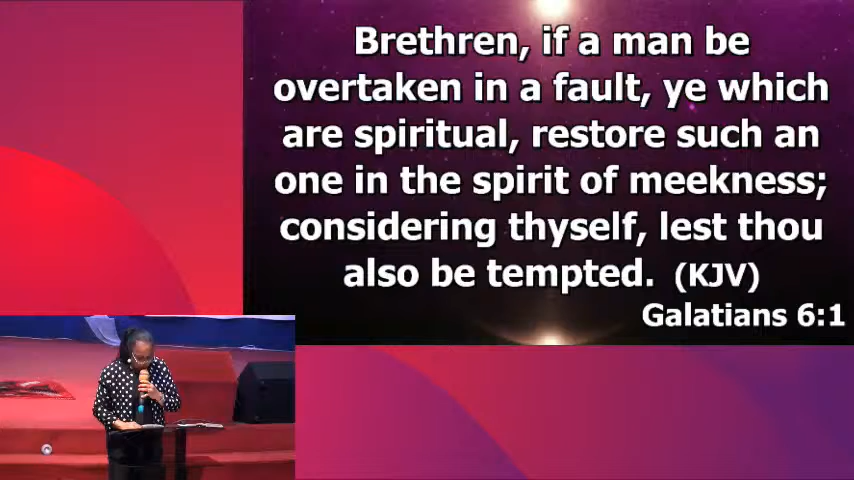 Brethren, if a man be
overtaken in a fault, ye which
are spiritual, restore such an
one in the spirit of meekness;
considering thyself, lest thou
also be tempted. (KJV)
Galatians 6:1